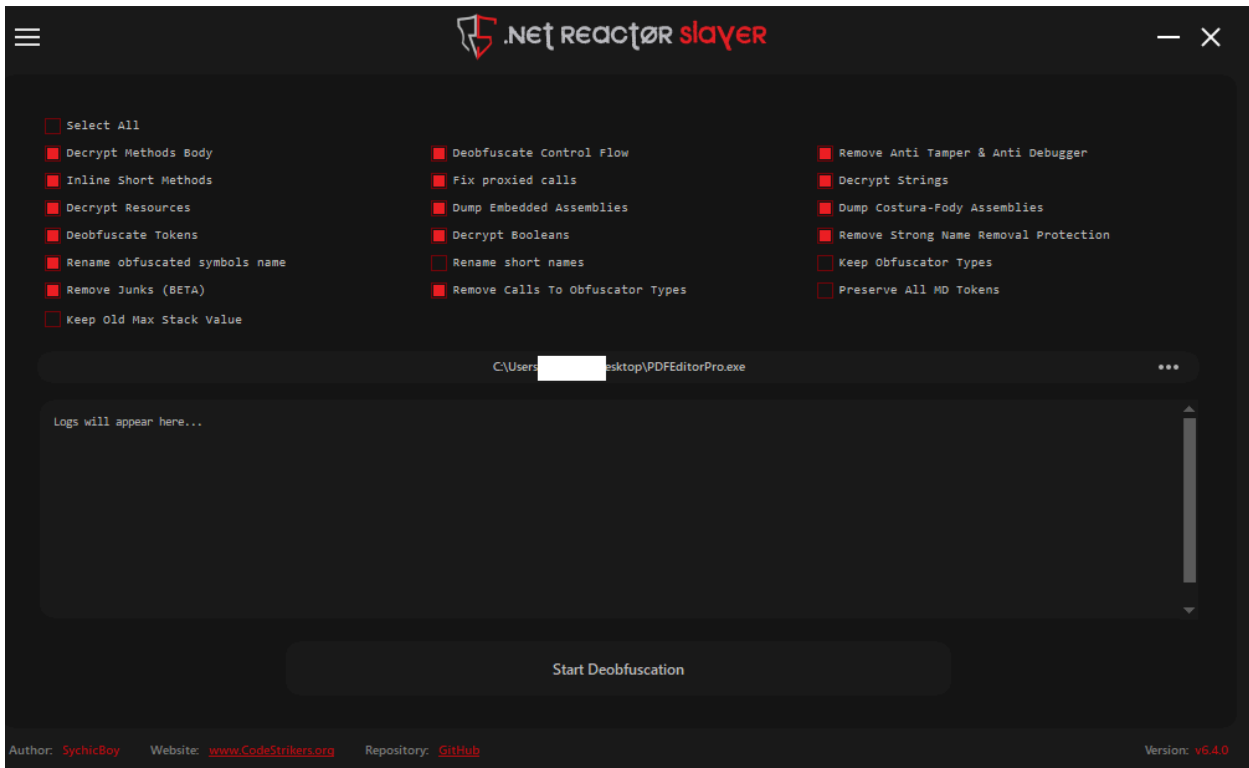 .NEt REactøR slayER
Select All
Decrypt Methods Body
Deobfuscate Control Flow
Remove Anti Tamper & Anti Debugger
Inline Short Methods
Fix proxied calls
Decrypt Strings
Decrypt Resources
Dump Embedded Assemblies
Dump Costura-Fody Assemblies
Deobfuscate Tokens
Decrypt Booleans
Remove Strong Name Removal Protection
Rename obfuscated symbols name
Rename short names
Keep Obfuscator Types
Remove Junks (BETA)
Remove Calls To Obfuscator Types
Preserve All MD Tokens
Keep Old Max Stack Value
C:\Users esktop\PDFEditorPro.exe
Logs will appear here...
Start Deobfuscation
Author: SychicBoy Website: www.CodeStrikers.org Repository: GitHub Version: v6.4.0